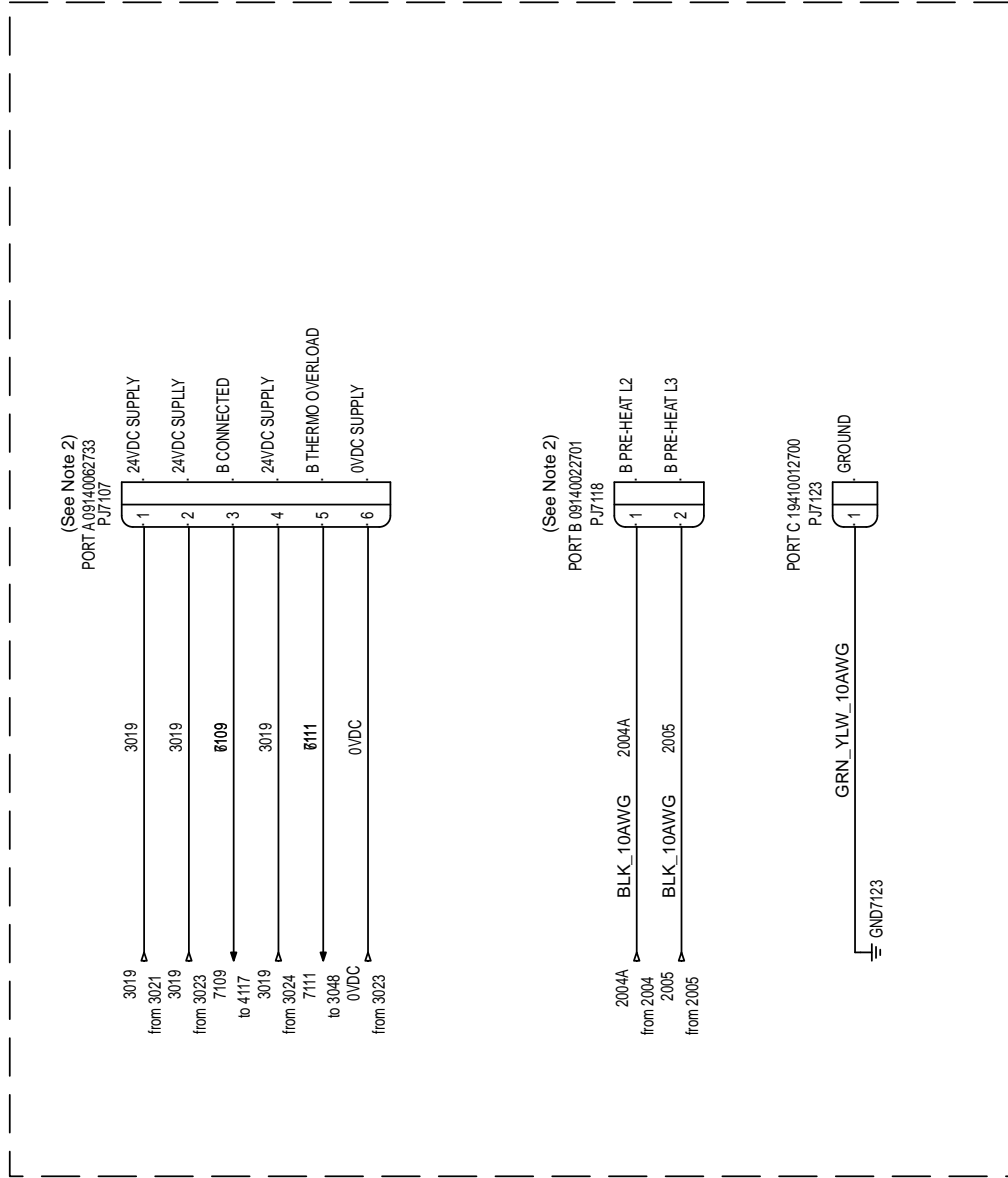 (See Note 2)
PORT A 09140062733
PJ7107
3019
from 3021
3019
1
24VDC SUPPLY
3019
from 3023
3019
2
24VDC SUPLLY
7109
to 4117
3
B CONNECTED
3019
from 3024
3019
4
24VDC SUPPLY
7111
to 3048
5
B THERMO OVERLOAD
0VDC
from 3023
0VDC
6
0VDC SUPPLY
(See Note 2)
PORT B 09140022701
PJ7118
2004A
from 2004
BLK_10AWG
2004A
1
B PRE-HEAT L2
2005
from 2005
BLK_10AWG
2005
2
B PRE-HEAT L3
PORT C 19410012700
PJ7123
GND7123
GRN_YLW_10AWG
1
GROUND